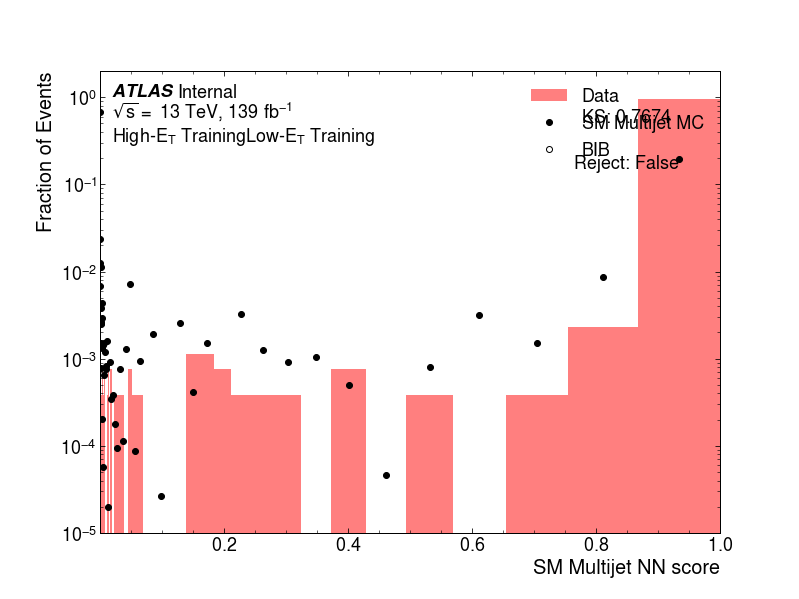 ATLAS Internal
√s = 13 TeV, 139 fb⁻¹
High-E_T TrainingLow-E_T Training
Data
KS: 0.7674
SM Multijet MC
BIB
Reject: False
Fraction of Events
10⁰
10⁻¹
10⁻²
10⁻³
10⁻⁴
10⁻⁵
0.2 0.4 0.6 0.8 1.0
SM Multijet NN score